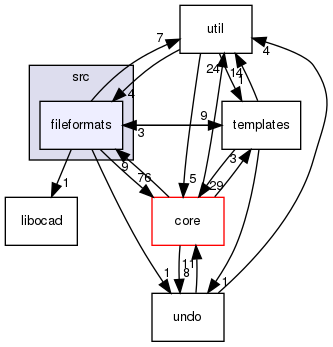 util
7
4
24
14
1
4
src
fileformats
9
3
templates
1
9
76
5
3
29
libocad
core
1
8
11
1
undo